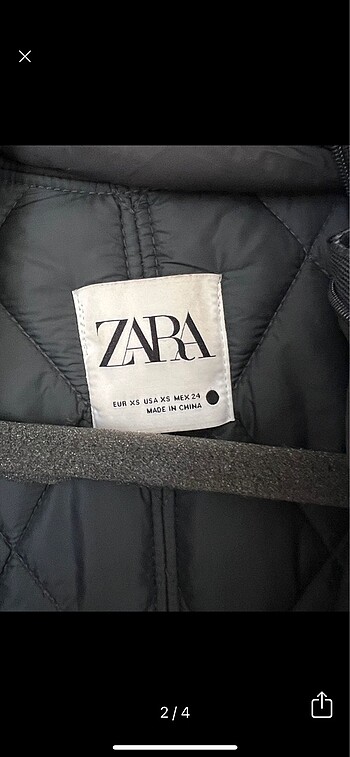 ZARA
EUR XS USA XS MEX 24
MADE IN CHINA
2/4